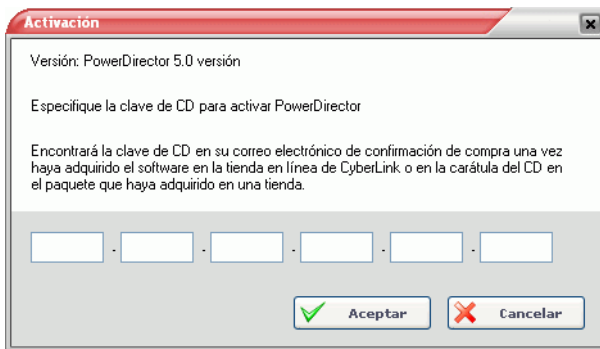 Activación
Versión: PowerDirector 5.0 versión
Especifique la clave de CD para activar PowerDirector
Encontrará la clave de CD en su correo electrónico de confirmación de compra una vez
haya adquirido el software en la tienda en línea de CyberLink o en la carátula del CD en
el paquete que haya adquirido en una tienda.
- - - - -
Aceptar Cancelar